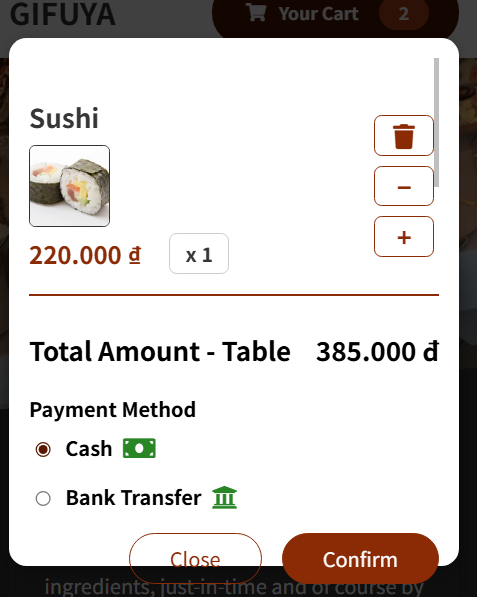 GIFUYA
Your Cart 2
Sushi
220.000 ₫ x 1
Total Amount - Table 385.000 đ
Payment Method
Cash
Bank Transfer
Close Confirm
ingredients, just-in-time and of course by